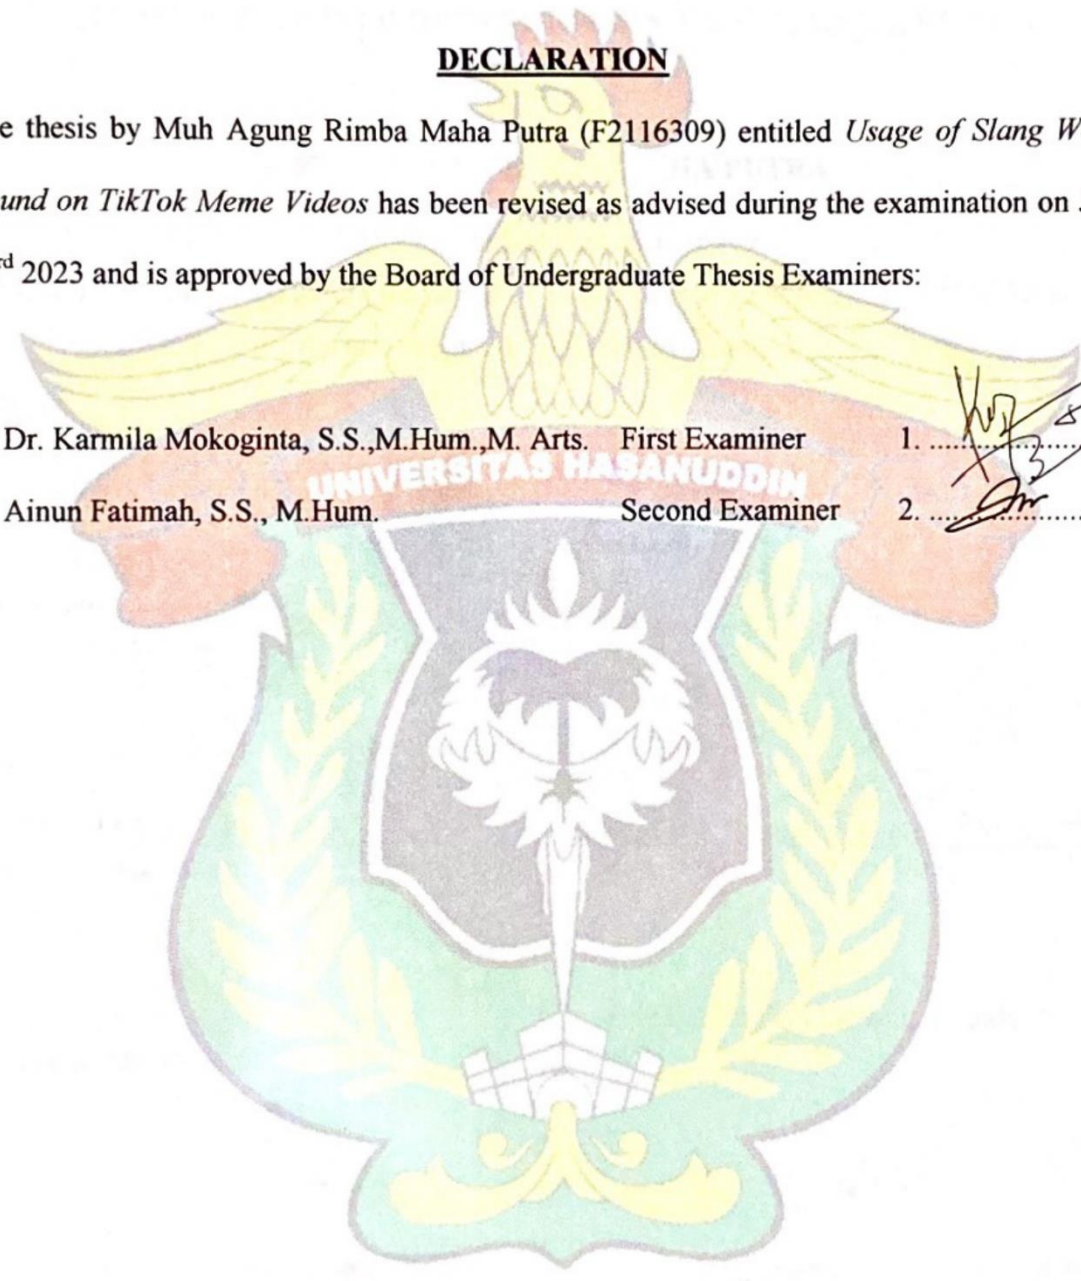 DECLARATION
e thesis by Muh Agung Rimba Maha Putra (F2116309) entitled Usage of Slang W
und on TikTok Meme Videos has been revised as advised during the examination on
rd 2023 and is approved by the Board of Undergraduate Thesis Examiners:
Dr. Karmila Mokoginta, S.S.,M.Hum.,M. Arts. First Examiner 1. ....................
UNIVERSITAS HASANUDDIN
Ainun Fatimah, S.S., M.Hum. Second Examiner 2. ....................